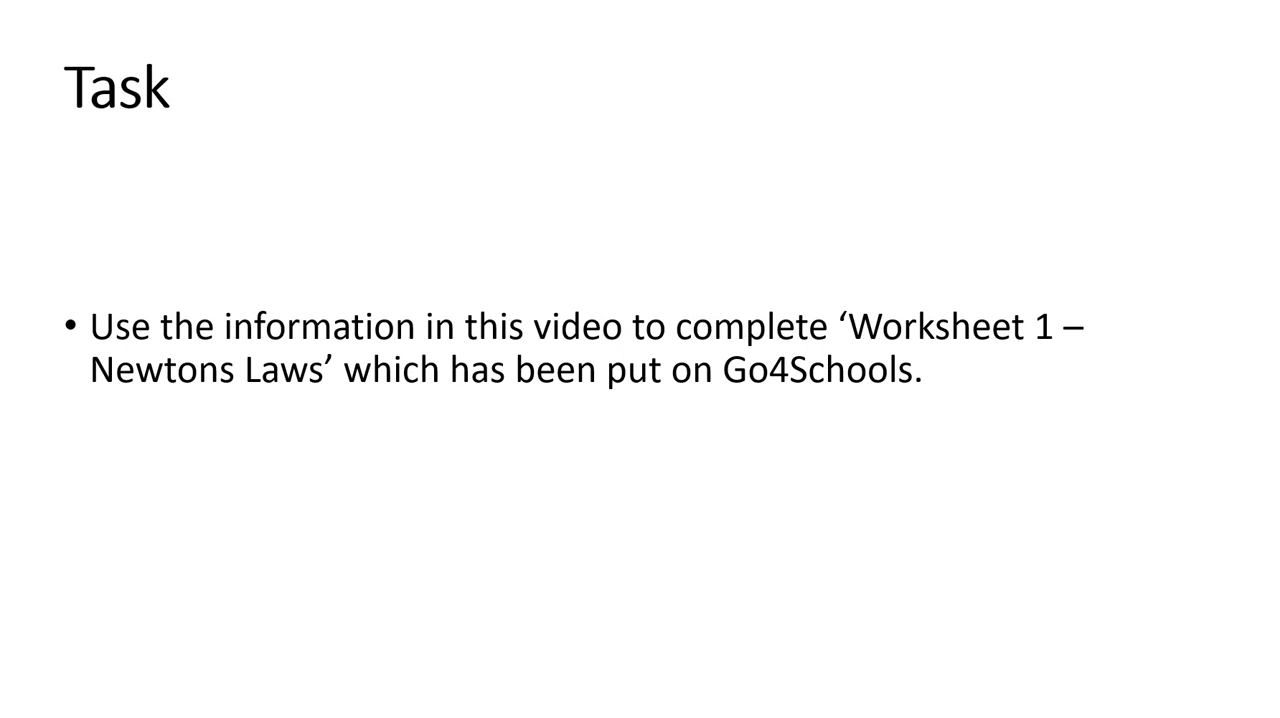 Task
• Use the information in this video to complete ‘Worksheet 1 –
Newtons Laws’ which has been put on Go4Schools.